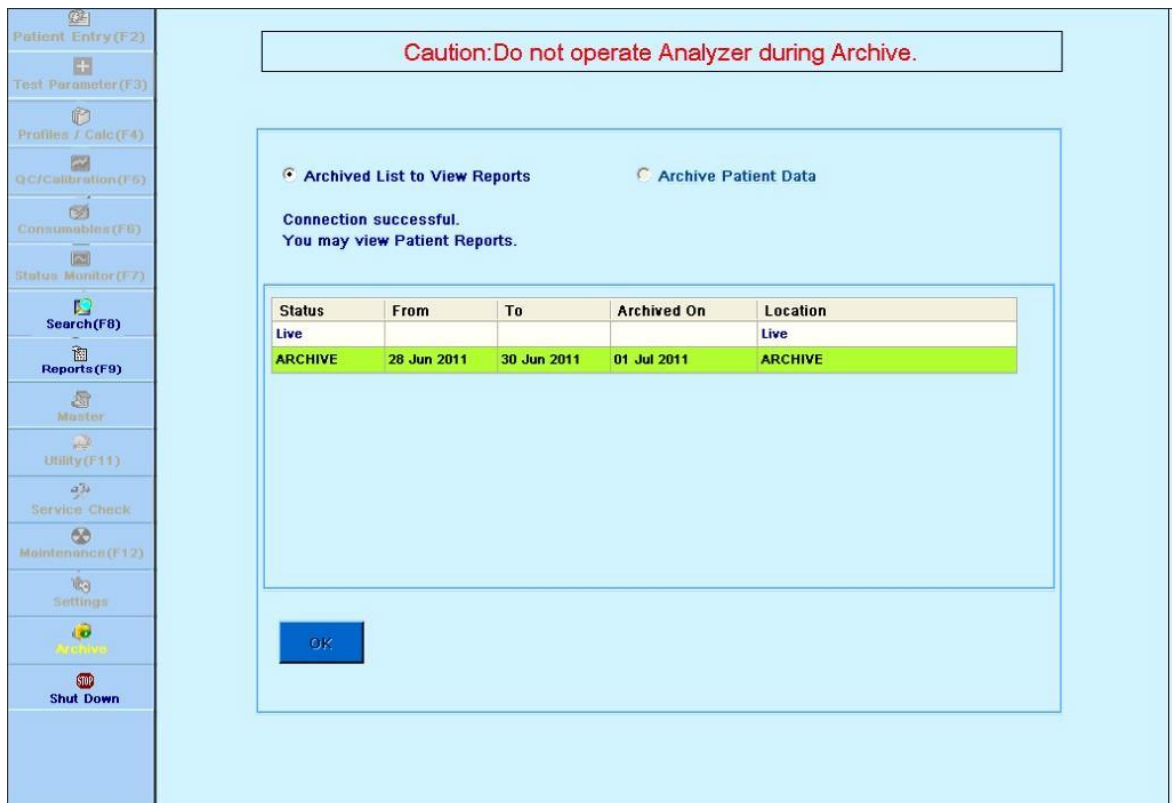 Patient Entry(F2)
Test Parameter(F3)
Profiles / Calc(F4)
QC/Calibration(F5)
Consumables(F6)
Status Monitor(F7)
Search(F8)
Reports(F9)
Master
Utility(F11)
Service Check
Maintenance(F12)
Settings
Archive
STOP
Shut Down
Caution:Do not operate Analyzer during Archive.
Archived List to View Reports Archive Patient Data
Connection successful.
You may view Patient Reports.
Status From To Archived On Location
Live Live
ARCHIVE 28 Jun 2011 30 Jun 2011 01 Jul 2011 ARCHIVE
OK